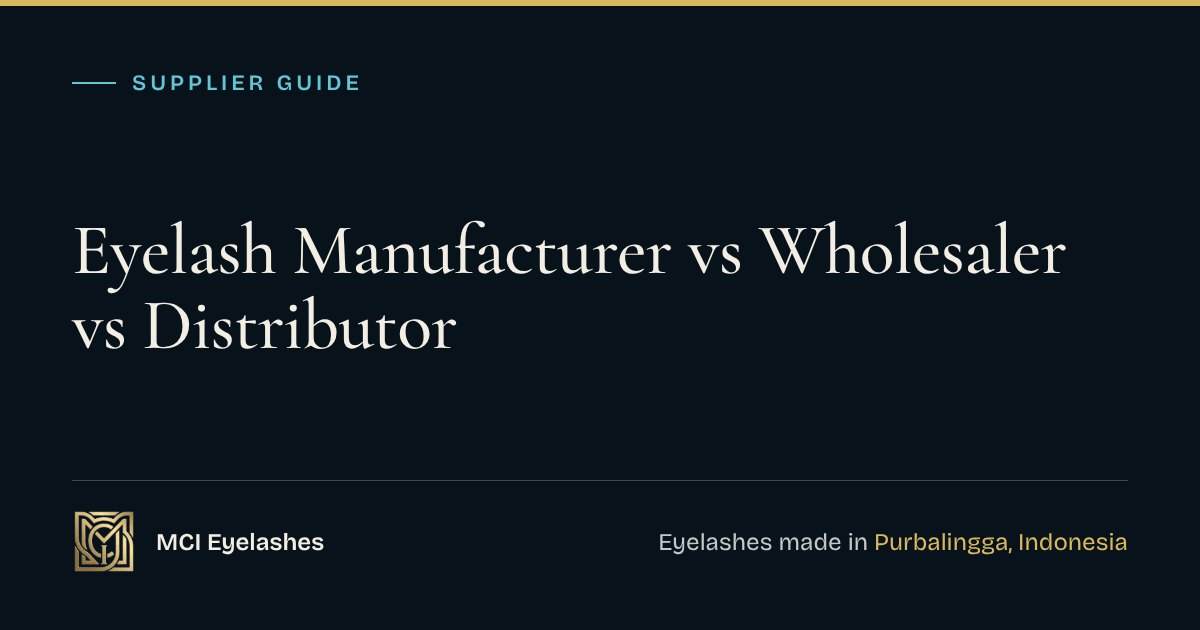 SUPPLIER GUIDE
Eyelash Manufacturer vs Wholesaler
vs Distributor
MCI Eyelashes
Eyelashes made in Purbalingga, Indonesia